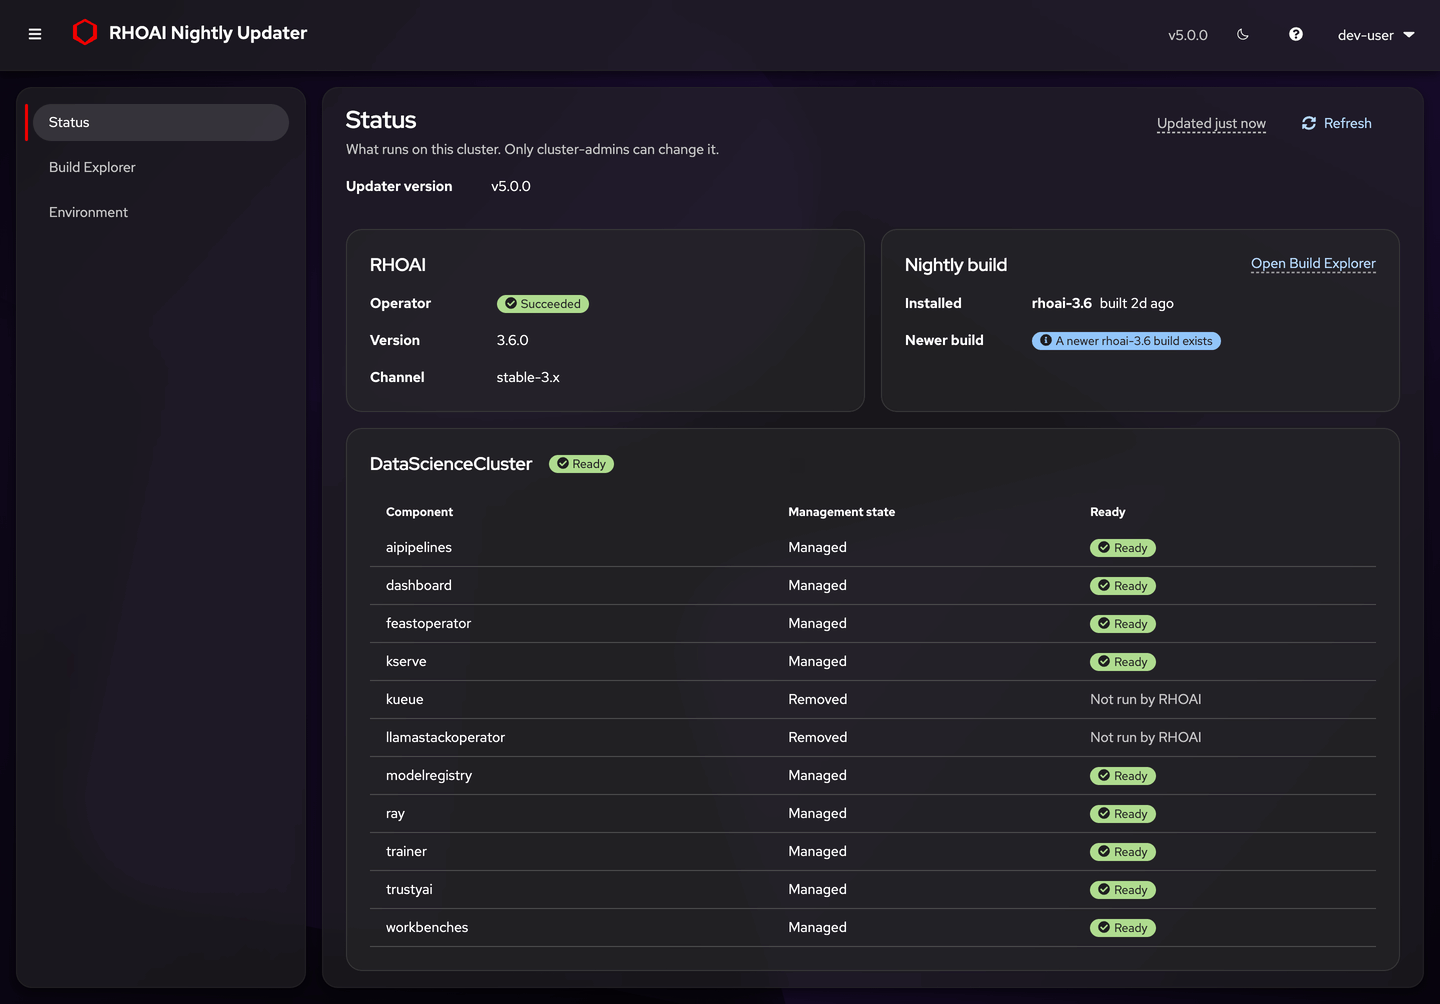 RHOAI Nightly Updater
v5.0.0
dev-user
Status
Build Explorer
Environment
Status
Updated just now
Refresh
What runs on this cluster. Only cluster-admins can change it.
Updater version v5.0.0
RHOAI
Operator Succeeded
Version 3.6.0
Channel stable-3.x
Nightly build
Open Build Explorer
Installed rhoai-3.6 built 2d ago
Newer build A newer rhoai-3.6 build exists
DataScienceCluster Ready
Component Management state Ready
aipipelines Managed Ready
dashboard Managed Ready
feastoperator Managed Ready
kserve Managed Ready
kueue Removed Not run by RHOAI
llamastackoperator Removed Not run by RHOAI
modelregistry Managed Ready
ray Managed Ready
trainer Managed Ready
trustyai Managed Ready
workbenches Managed Ready